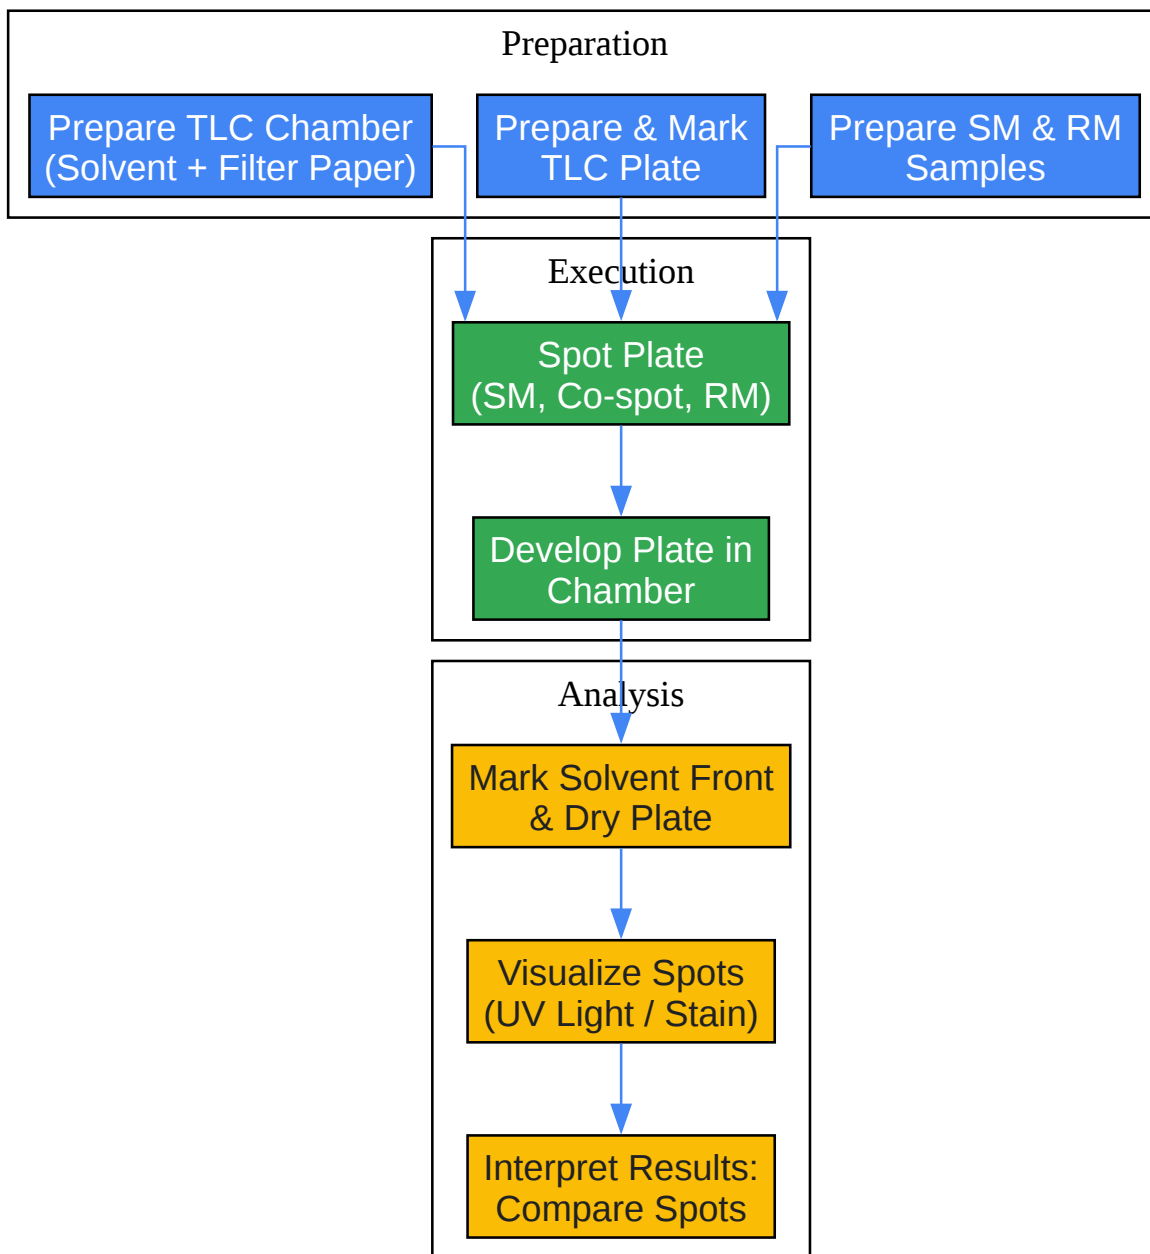 Preparation
Prepare TLC Chamber
(Solvent + Filter Paper)
Prepare & Mark
TLC Plate
Prepare SM & RM
Samples
Execution
Spot Plate
(SM, Co-spot, RM)
Develop Plate in
Chamber
Analysis
Mark Solvent Front
& Dry Plate
Visualize Spots
(UV Light / Stain)
Interpret Results:
Compare Spots